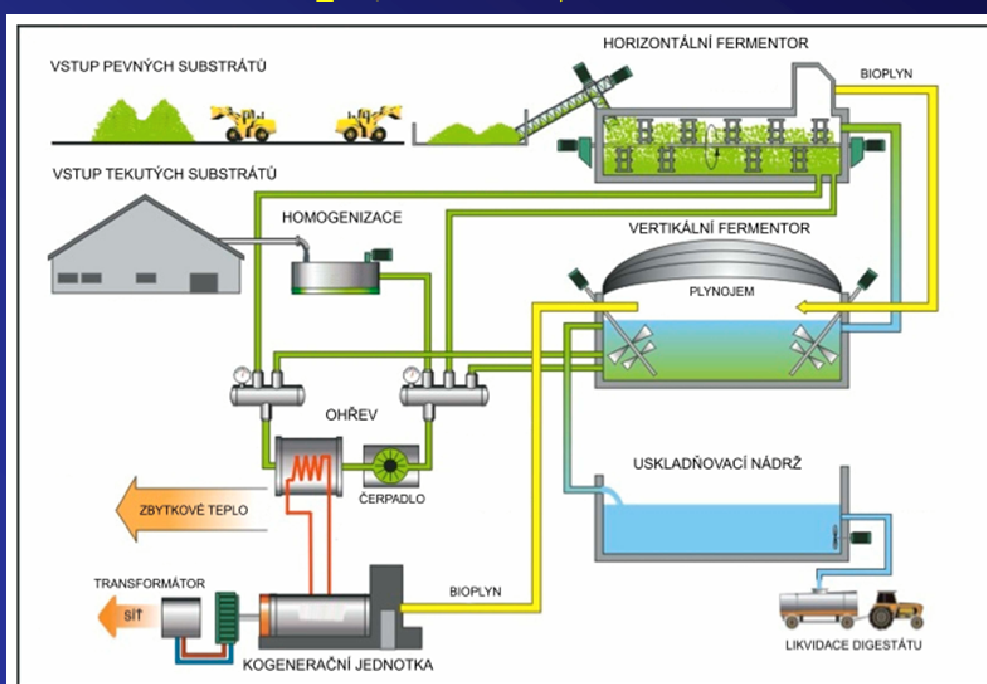 HORIZONTÁLNÍ FERMENTOR
VSTUP PEVNÝCH SUBSTRÁTŮ
BIOPLYN
VSTUP TEKUTÝCH SUBSTRÁTŮ
HOMOGENIZACE
VERTIKÁLNÍ FERMENTOR
PLYNOJEM
OHŘEV
USKLADŇOVACÍ NÁDRŽ
ČERPADLO
ZBYTKOVÉ TEPLO
TRANSFORMÁTOR
BIOPLYN
SÍŤ
LIKVIDACE DIGESTÁTU
KOGENERAČNÍ JEDNOTKA